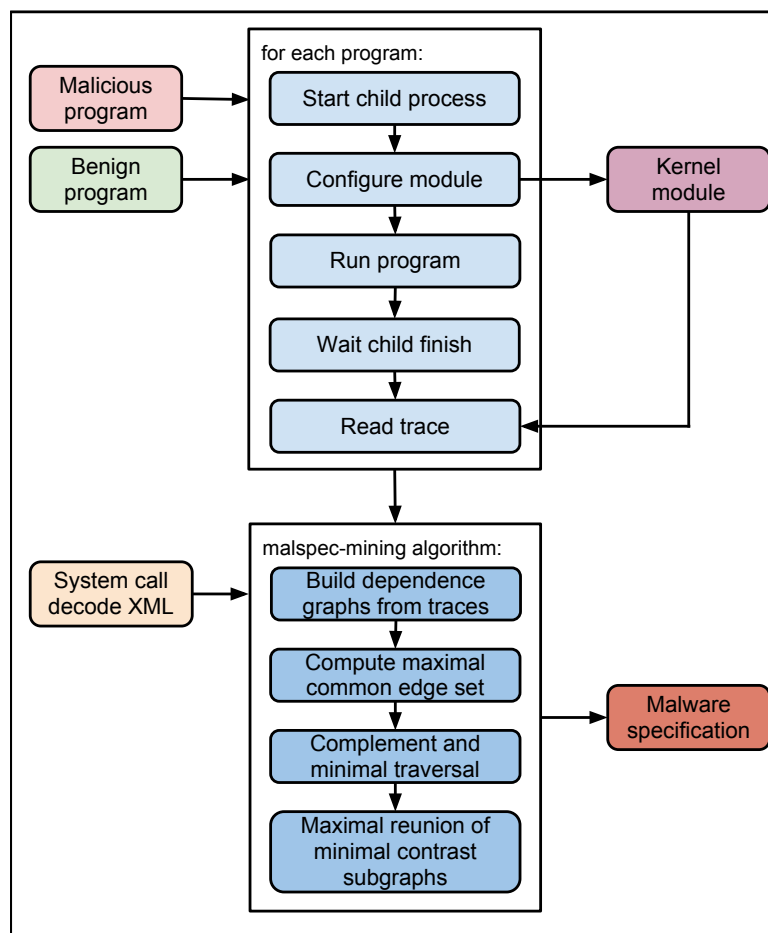 for each program:
Malicious
program
Start child process
Benign
program
Configure module
Kernel
module
Run program
Wait child finish
Read trace
malspec-mining algorithm:
System call
decode XML
Build dependence
graphs from traces
Compute maximal
common edge set
Malware
specification
Complement and
minimal traversal
Maximal reunion of
minimal contrast
subgraphs